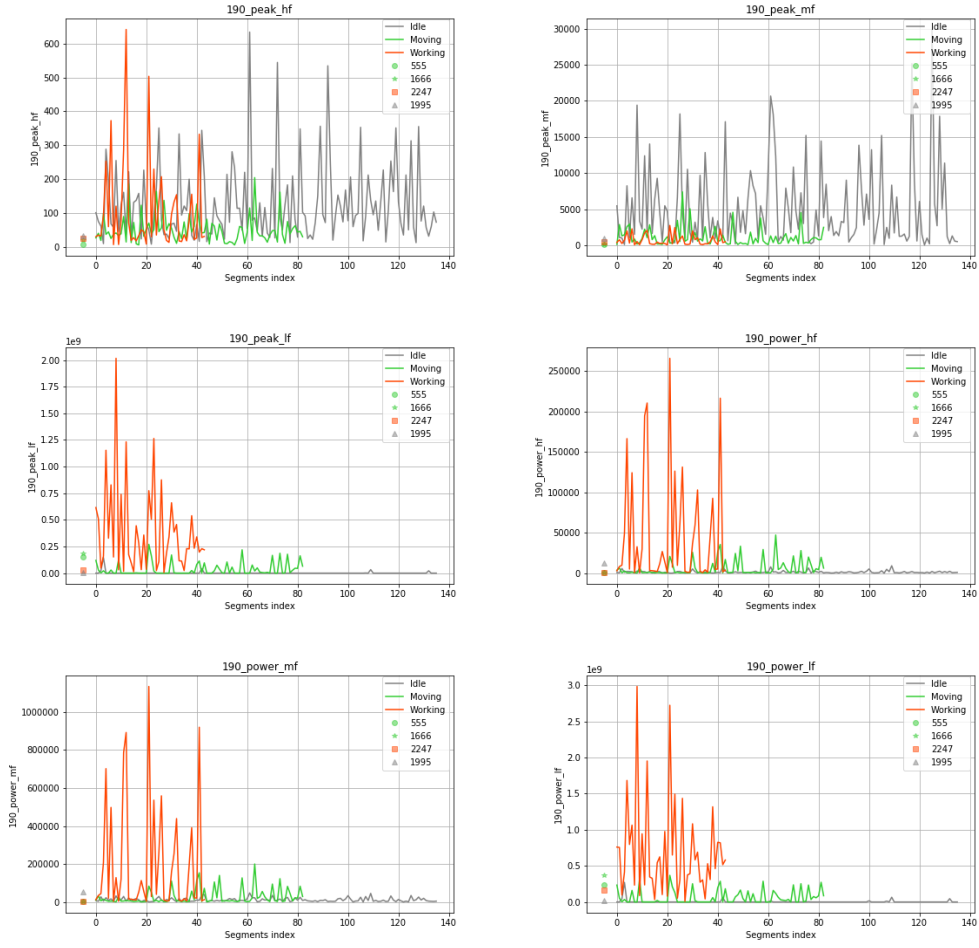 190_peak_hf
600
500
400
300
200
100
0
190_peak_hf
0 20 40 60 80 100 120 140
Segments index
Idle
Moving
Working
555
1666
2247
1995
190_peak_mf
30000
25000
20000
15000
10000
5000
0
190_peak_mf
0 20 40 60 80 100 120 140
Segments index
Idle
Moving
Working
555
1666
2247
1995
190_peak_lf
1e9
2.00
1.75
1.50
1.25
1.00
0.75
0.50
0.25
0.00
190_peak_lf
0 20 40 60 80 100 120 140
Segments index
Idle
Moving
Working
555
1666
2247
1995
190_power_hf
250000
200000
150000
100000
50000
0
190_power_hf
0 20 40 60 80 100 120 140
Segments index
Idle
Moving
Working
555
1666
2247
1995
190_power_mf
1000000
800000
600000
400000
200000
0
190_power_mf
0 20 40 60 80 100 120 140
Segments index
Idle
Moving
Working
555
1666
2247
1995
190_power_lf
1e9
3.0
2.5
2.0
1.5
1.0
0.5
0.0
190_power_lf
0 20 40 60 80 100 120 140
Segments index
Idle
Moving
Working
555
1666
2247
1995